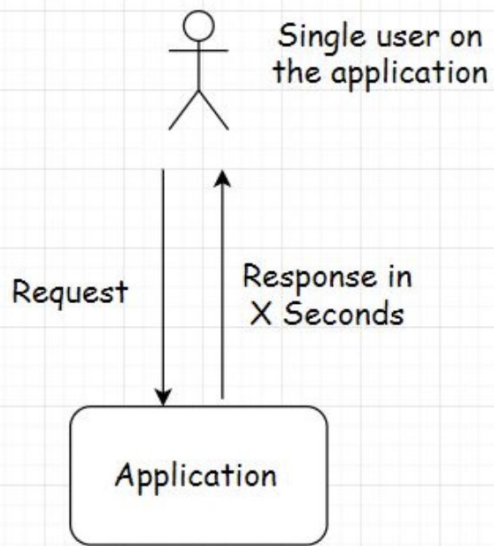 Single user on
the application
Request
Response in
X Seconds
Application